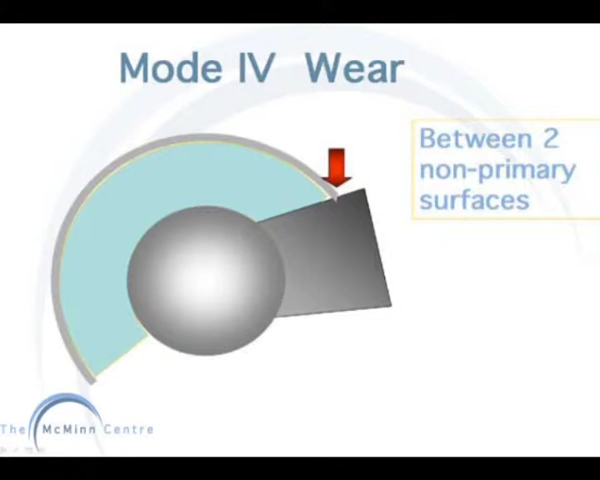 Mode IV Wear
Between 2
non-primary
surfaces
The McMinn Centre